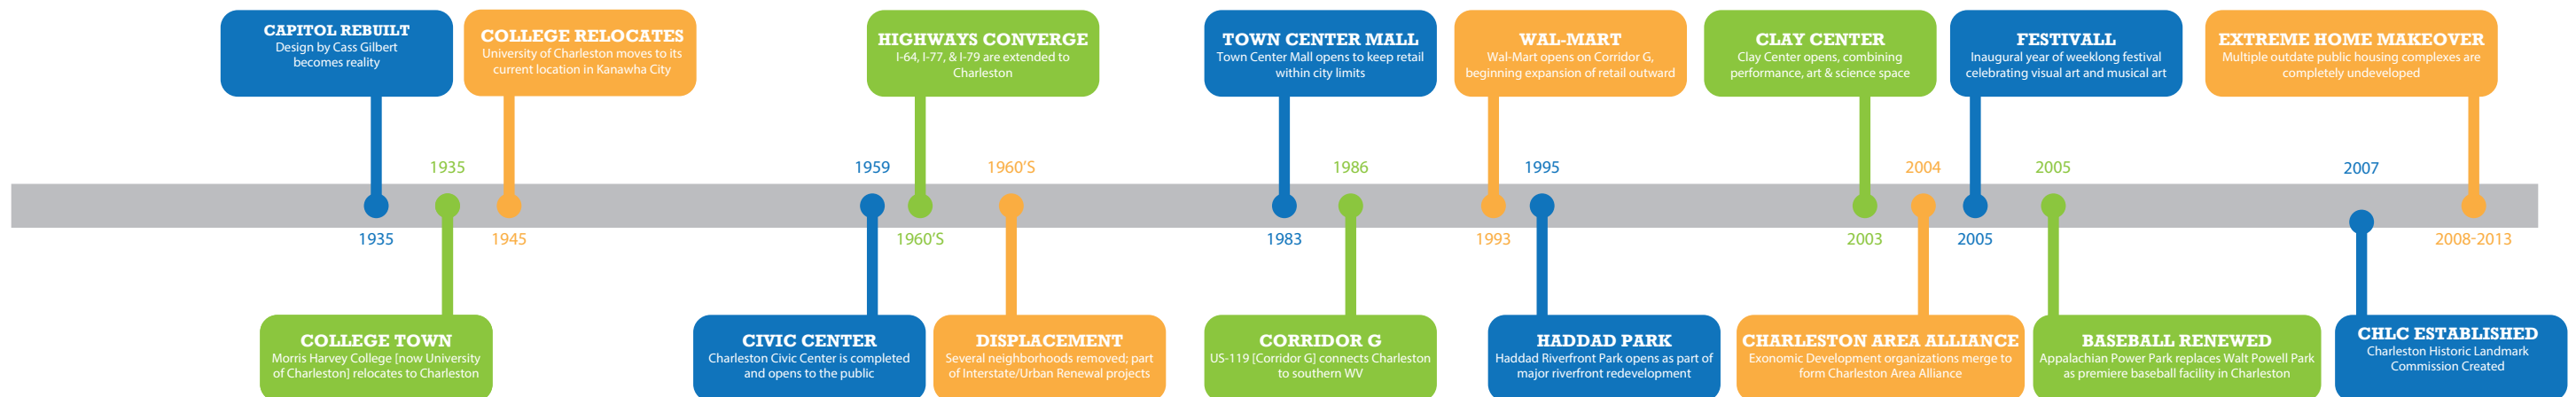 CAPITOL REBUILT
Design by Cass Gilbert
becomes reality
COLLEGE RELOCATES
University of Charleston moves to its
current location in Kanawha City
HIGHWAYS CONVERGE
I-64, I-77, & I-79 are extended to
Charleston
TOWN CENTER MALL
Town Center Mall opens to keep retail
within city limits
WAL-MART
Wal-Mart opens on Corridor G,
beginning expansion of retail outward
CLAY CENTER
Clay Center opens, combining
performance, art & science space
FESTIVALL
Inaugural year of weeklong festival
celebrating visual art and musical art
EXTREME HOME MAKEOVER
Multiple outdate public housing complexes are
completely undeveloped
1935
1959
1960'S
1986
1995
2004
2005
2007
1935
1945
1960'S
1983
1993
2003
2005
2008-2013
COLLEGE TOWN
Morris Harvey College [now University
of Charleston] relocates to Charleston
CIVIC CENTER
Charleston Civic Center is completed
and opens to the public
DISPLACEMENT
Several neighborhoods removed; part
of Interstate/Urban Renewal projects
CORRIDOR G
US-119 [Corridor G] connects Charleston
to southern WV
HADDAD PARK
Haddad Riverfront Park opens as part of
major riverfront redevelopment
CHARLESTON AREA ALLIANCE
Exonomic Development organizations merge to
form Charleston Area Alliance
BASEBALL RENEWED
Appalachian Power Park replaces Walt Powell Park
as premiere baseball facility in Charleston
CHLC ESTABLISHED
Charleston Historic Landmark
Commission Created